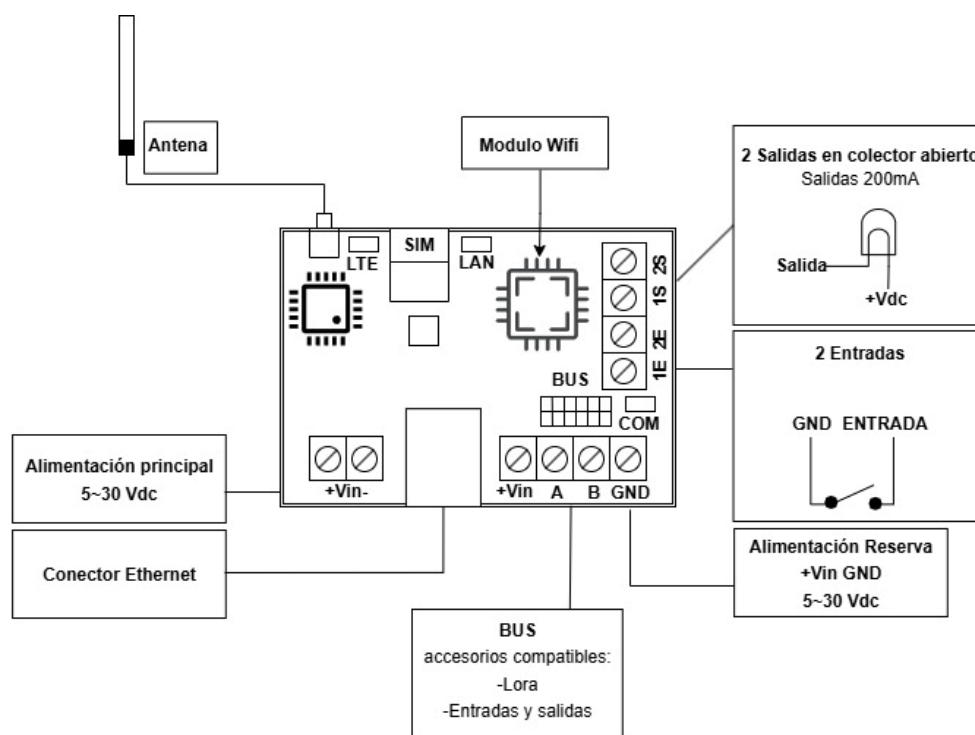 Antena
Modulo Wifi
2 Salidas en colector abierto
Salidas 200mA
Salida
+Vdc
LTE
SIM
LAN
2S
1S
2E
1E
BUS
COM
2 Entradas
GND ENTRADA
Alimentación principal
5~30 Vdc
+Vin-
+Vin A B GND
Conector Ethernet
Alimentación Reserva
+Vin GND
5~30 Vdc
BUS
accesorios compatibles:
-Lora
-Entradas y salidas